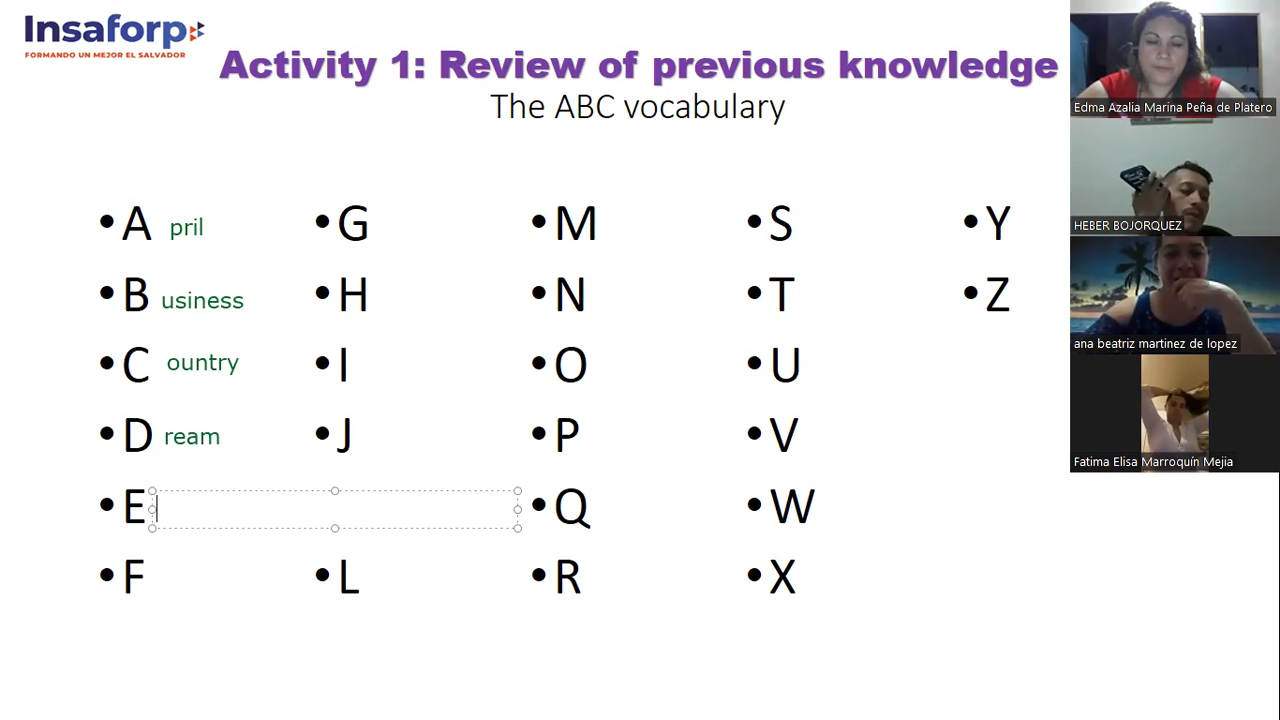 Insaforp
FORMANDO UN MEJOR EL SALVADOR
Activity 1: Review of previous knowledge
The ABC vocabulary
• A pril
• B usiness
• C ountry
• D ream
• E
• F
• G
• H
• I
• J
• L
• M
• N
• O
• P
• Q
• R
• S
• T
• U
• V
• W
• X
• Y
• Z
Edma Azalia Marina Peña de Platero
HEBER BOJORQUEZ
ana beatriz martinez de lopez
Fatima Elisa Marroquín Mejia